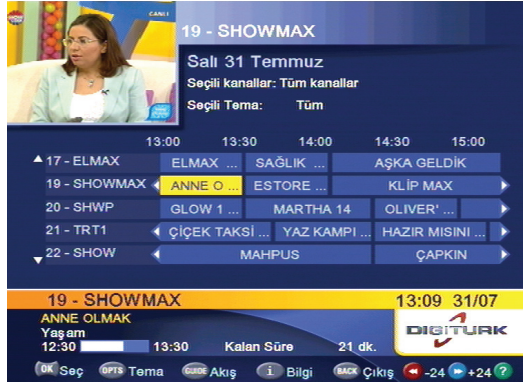 CANLI
19 - SHOWMAX
Salı 31 Temmuz
Seçili kanallar: Tüm kanallar
Seçili Tema: Tüm
13:00 13:30 14:00 14:30 15:00
17 - ELMAX ELMAX ... SAĞLIK ... AŞKA GELDİK
19 - SHOWMAX ANNE O ... ESTORE ... KLİP MAX
20 - SHWP GLOW 1 ... MARTHA 14 OLIVER' ...
21 - TRT1 ÇİÇEK TAKSİ ... YAZ KAMPI ... HAZIR MISINI ...
22 - SHOW MAHPUS ÇAPKIN
19 - SHOWMAX 13:09 31/07
ANNE OLMAK
Yaşam
12:30 13:30 Kalan Süre 21 dk.
DIGITURK
OK Seç OPTS Tema GUIDE Akış i Bilgi BACK Çıkış -24 +24 ?